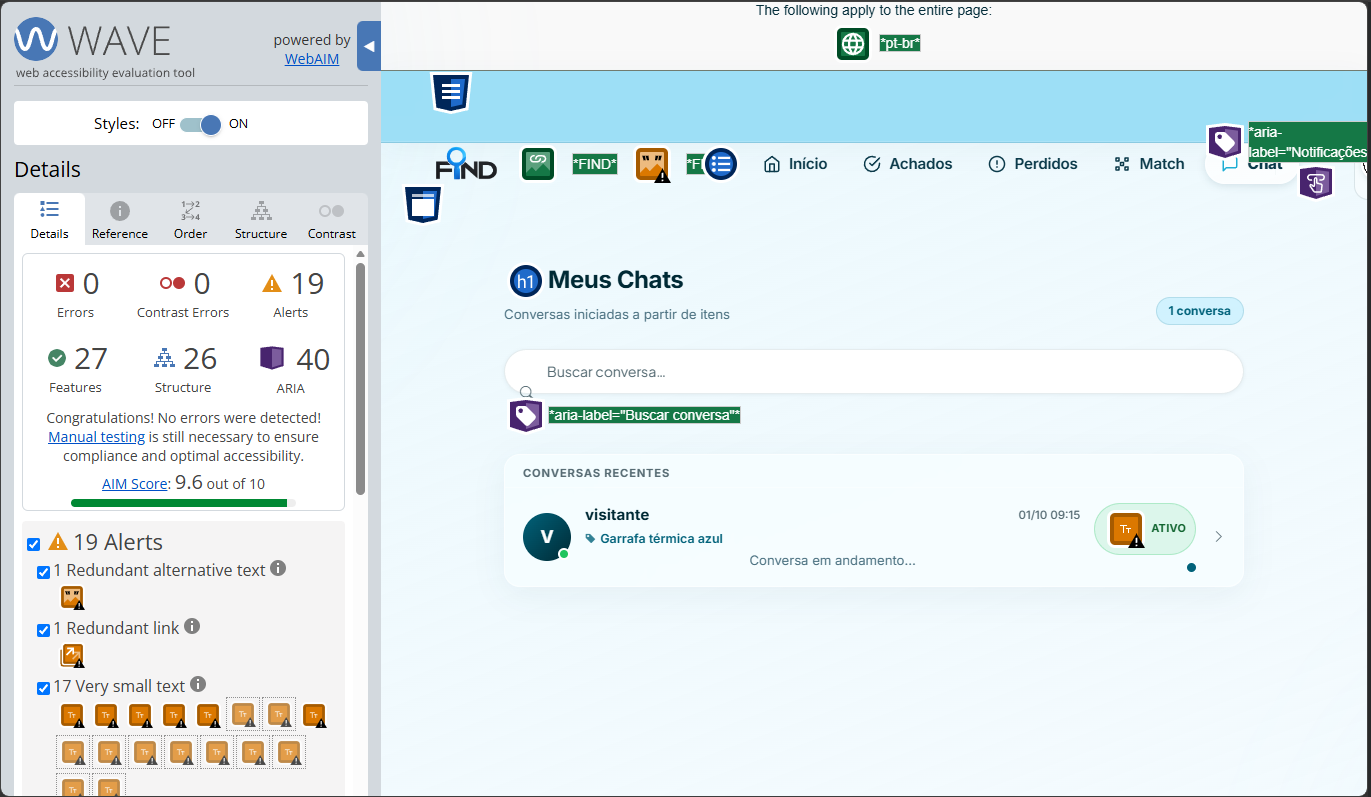 WAVE
web accessibility evaluation tool
powered by
WebAIM
Styles: OFF ON
Details
Details Reference Order Structure Contrast
0 0 19
Errors Contrast Errors Alerts
27 26 40
Features Structure ARIA
Congratulations! No errors were detected!
Manual testing is still necessary to ensure
compliance and optimal accessibility.
AIM Score: 9.6 out of 10
19 Alerts
1 Redundant alternative text
1 Redundant link
17 Very small text
The following apply to the entire page:
*pt-br*
*aria-
label="Notificações
FIND *FIND* *F Início Achados Perdidos Match Chat
h1 Meus Chats
Conversas iniciadas a partir de itens
1 conversa
Buscar conversa...
*aria-label="Buscar conversa"*
CONVERSAS RECENTES
V
visitante
01/10 09:15
Garrafa térmica azul
Conversa em andamento...
ATIVO